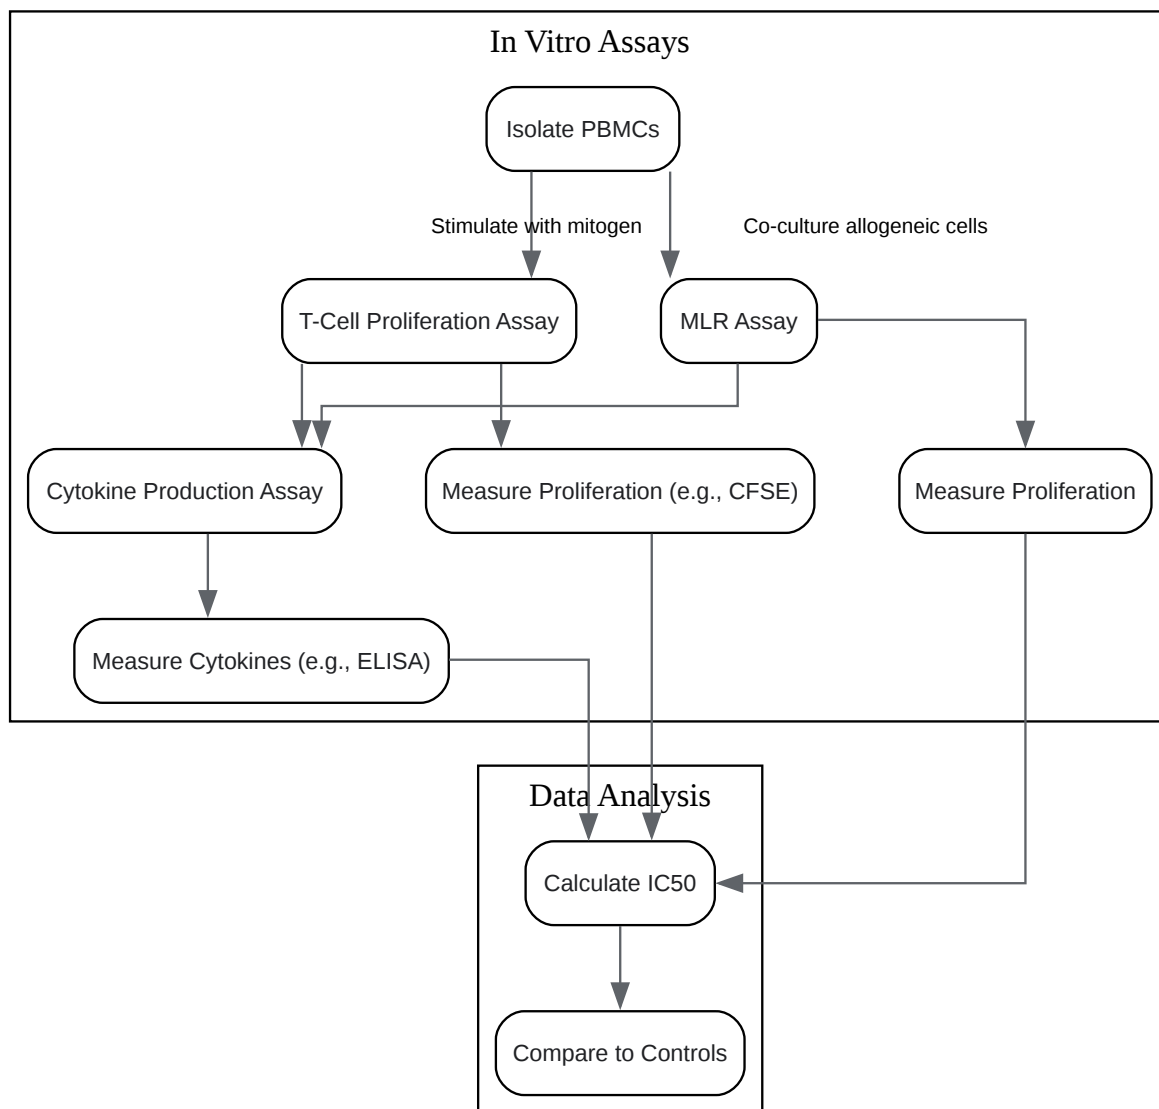 In Vitro Assays
Isolate PBMCs
Stimulate with mitogen
Co-culture allogeneic cells
T-Cell Proliferation Assay
MLR Assay
Cytokine Production Assay
Measure Proliferation (e.g., CFSE)
Measure Proliferation
Measure Cytokines (e.g., ELISA)
Data Analysis
Calculate IC50
Compare to Controls